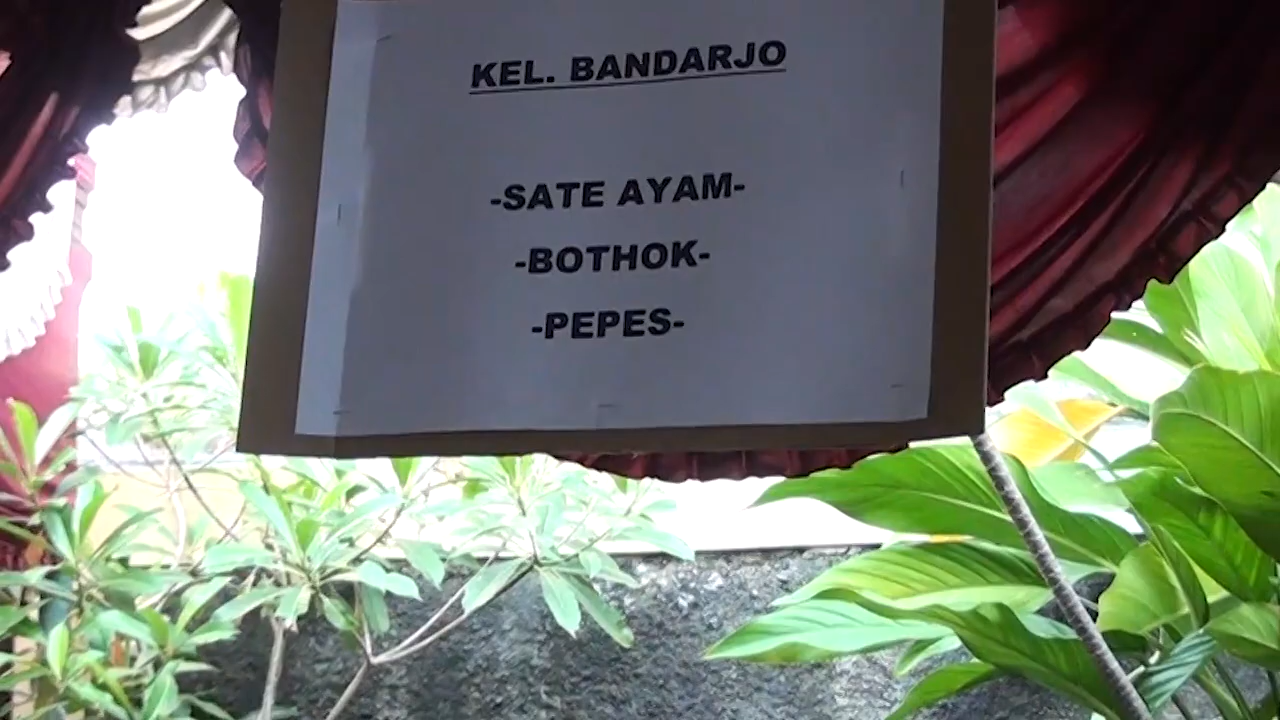 KEL. BANDARJO
-SATE AYAM-
-BOTHOK-
-PEPES-